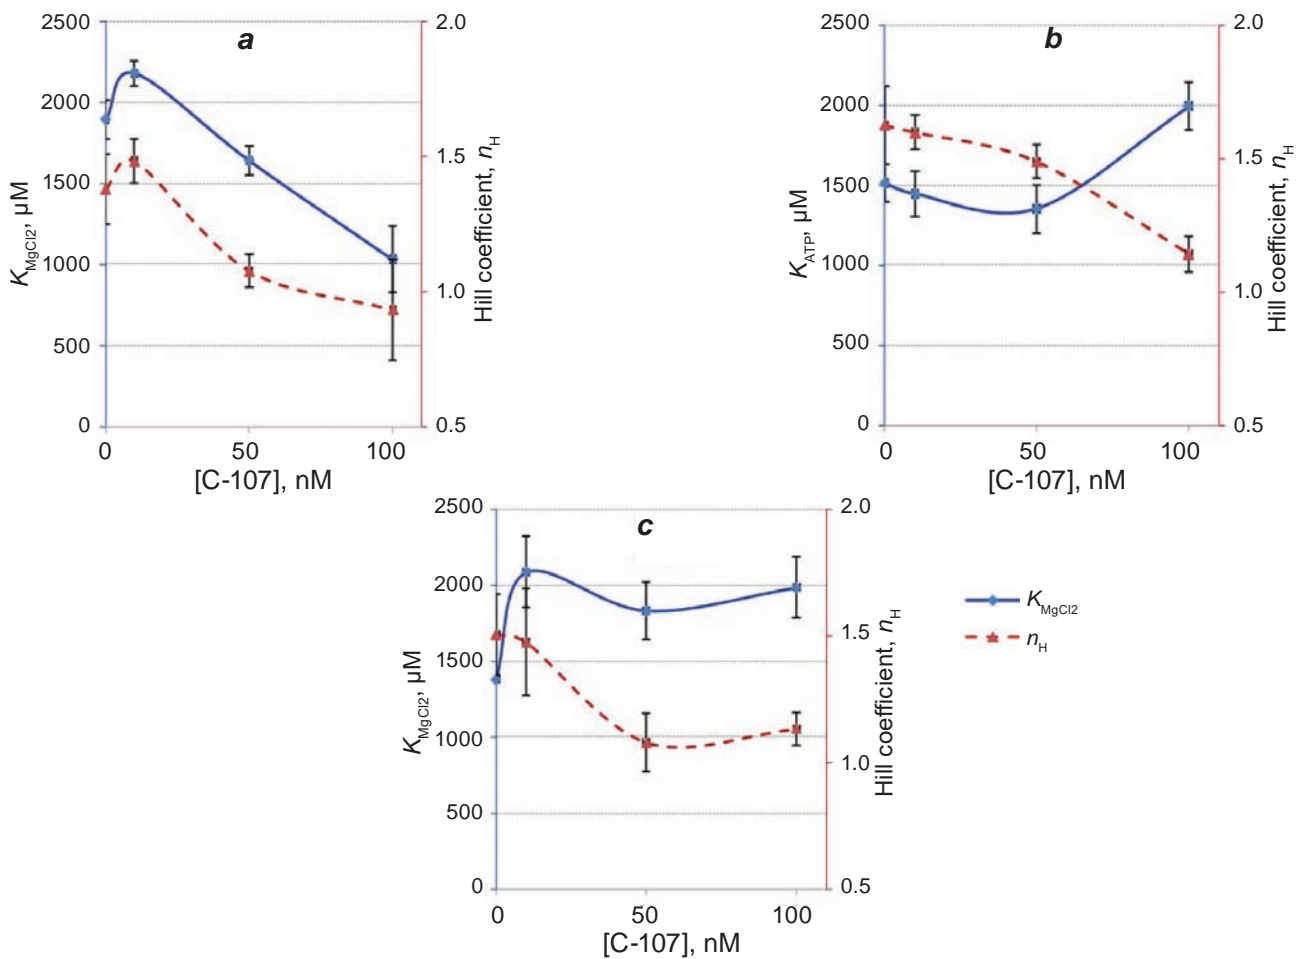 a
2500
2000
1500
1000
500
0
K_MgCl2, µM
2.0
1.5
1.0
0.5
Hill coefficient, n_H
0 50 100
[C-107], nM
b
2500
2000
1500
1000
500
0
K_ATP, µM
2.0
1.5
1.0
0.5
Hill coefficient, n_H
0 50 100
[C-107], nM
c
2500
2000
1500
1000
500
0
K_MgCl2, µM
2.0
1.5
1.0
0.5
Hill coefficient, n_H
0 50 100
[C-107], nM
K_MgCl2
n_H